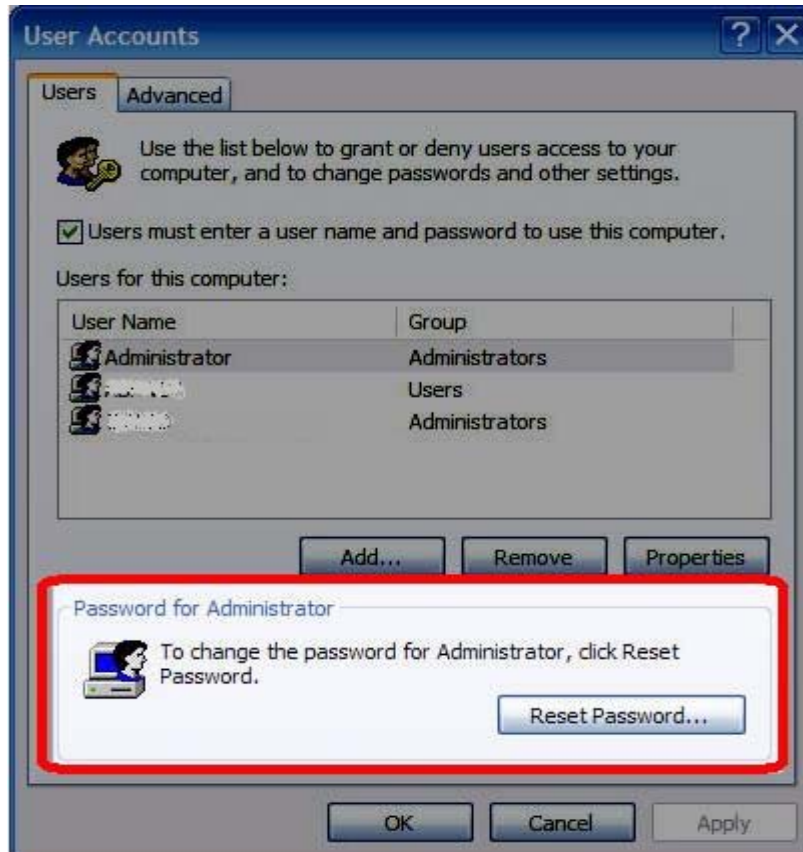 User Accounts
Users
Advanced
Use the list below to grant or deny users access to your
computer, and to change passwords and other settings.
Users must enter a user name and password to use this computer.
Users for this computer:
User Name Group
Administrator Administrators
Users
Administrators
Add... Remove Properties
Password for Administrator
To change the password for Administrator, click Reset
Password.
Reset Password...
OK Cancel Apply